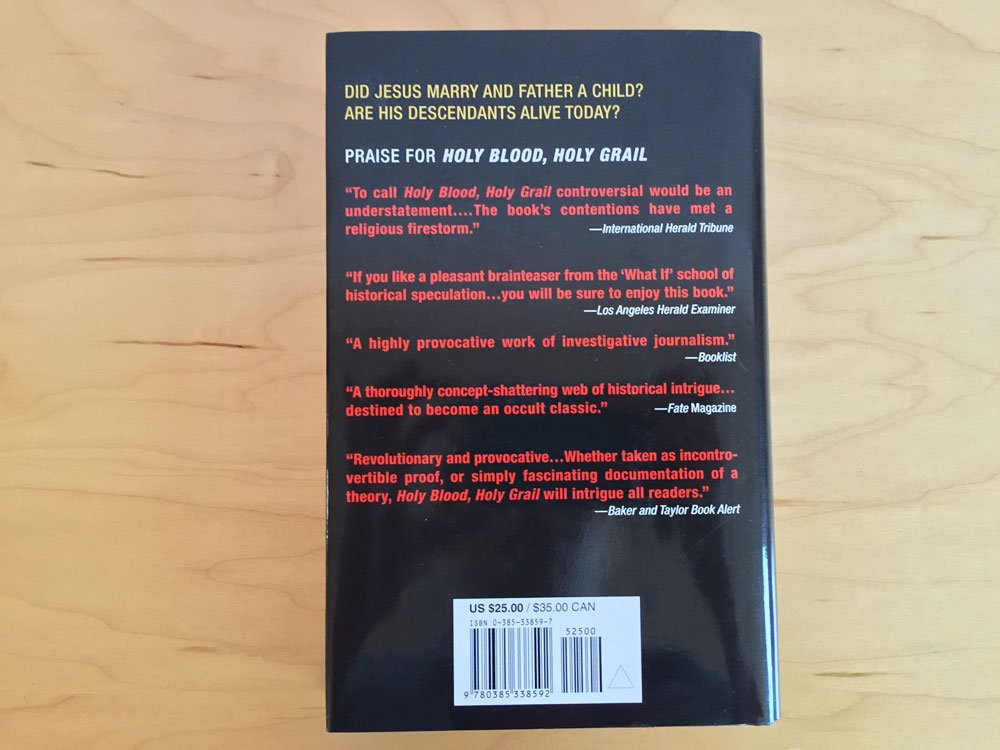 DID JESUS MARRY AND FATHER A CHILD?
ARE HIS DESCENDANTS ALIVE TODAY?
PRAISE FOR HOLY BLOOD, HOLY GRAIL
“To call Holy Blood, Holy Grail controversial would be an
understatement....The book’s contentions have met a
religious firestorm.” —International Herald Tribune
“If you like a pleasant brainteaser from the ‘What If’ school of
historical speculation...you will be sure to enjoy this book.”
—Los Angeles Herald Examiner
“A highly provocative work of investigative journalism.”
—Booklist
“A thoroughly concept-shattering web of historical intrigue...
destined to become an occult classic.” —Fate Magazine
“Revolutionary and provocative...Whether taken as incontro-
vertible proof, or simply fascinating documentation of a
theory, Holy Blood, Holy Grail will intrigue all readers.”
—Baker and Taylor Book Alert
US $25.00 / $35.00 CAN
ISBN 0-385-33859-7
52500
9 780385 338592